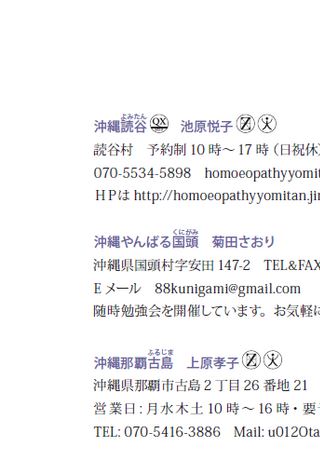 沖縄読谷 QX 池原悦子
よみたん
読谷村 予約制 10 時～ 17 時（日祝休
070-5534-5898 homoeopathyyomit
ＨＰは http://homoeopathyyomitan.jin
沖縄やんばる国頭 菊田さおり
くにがみ
沖縄県国頭村字安田 147-2 TEL&FAX
E メール 88kunigami@gmail.com
随時勉強会を開催しています。お気軽に
沖縄那覇古島 上原孝子
ふるじま
沖縄県那覇市古島 2 丁目 26 番地 21
営業日：月水木土 10 時～ 16 時・要
TEL: 070-5416-3886 Mail: u012Ota